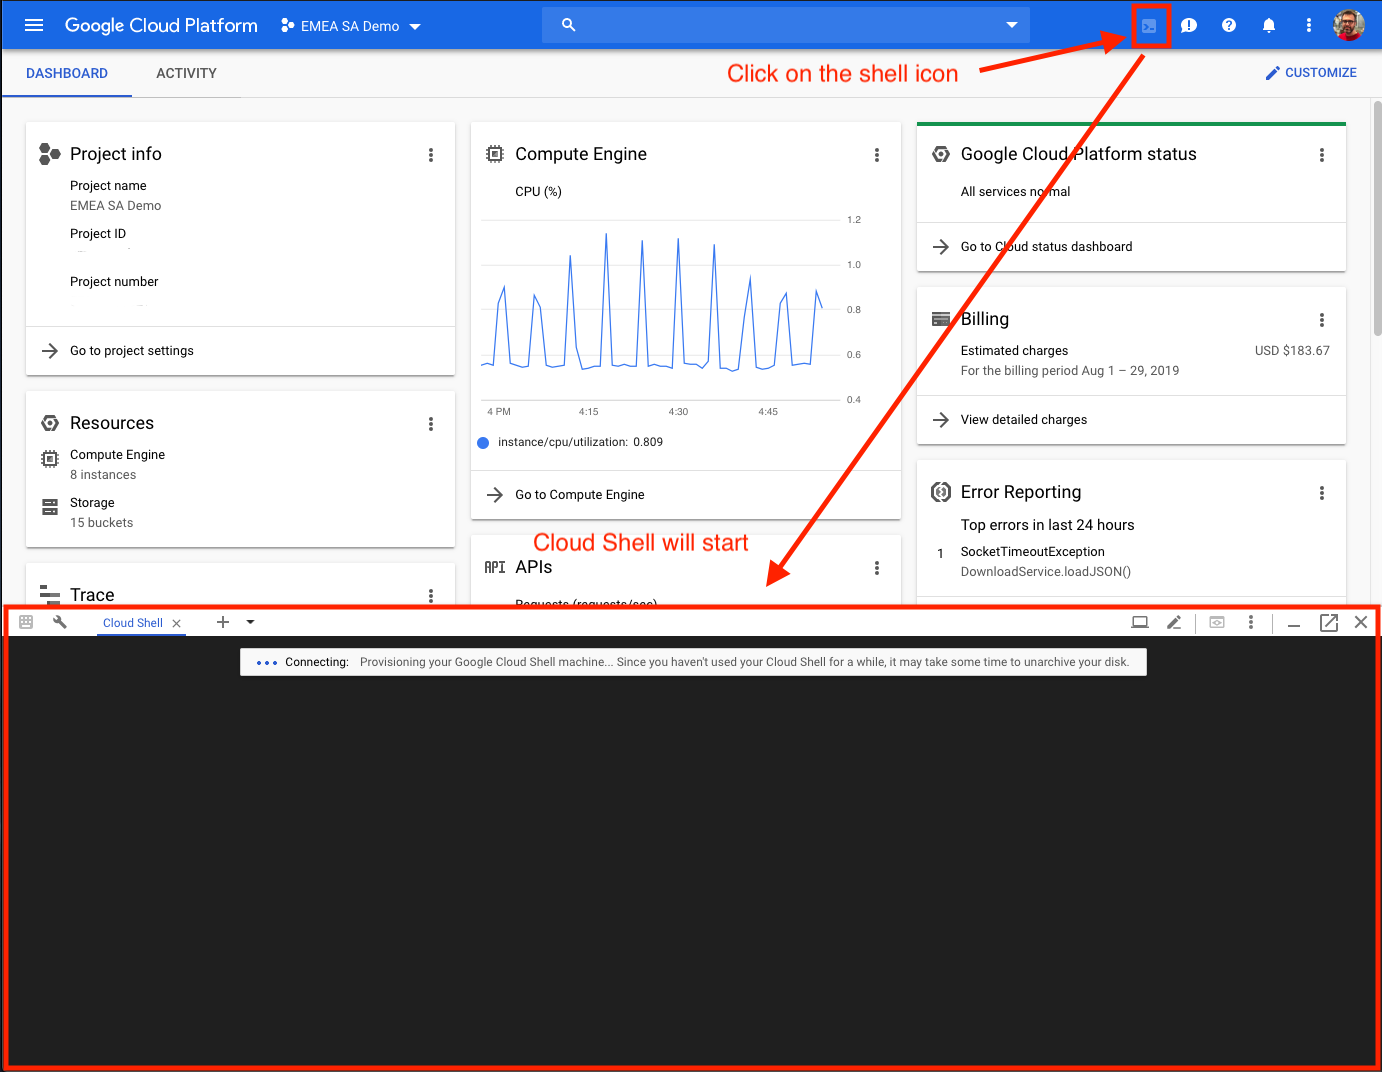 Google Cloud Platform
EMEA SA Demo
Click on the shell icon
DASHBOARD
ACTIVITY
CUSTOMIZE
Project info
Project name
EMEA SA Demo
Project ID
Project number
Go to project settings
Resources
Compute Engine
8 instances
Storage
15 buckets
Trace
Compute Engine
CPU (%)
1.2
1.0
0.8
0.6
0.4
4 PM
4:15
4:30
4:45
instance/cpu/utilization: 0.809
Go to Compute Engine
Cloud Shell will start
API APIs
Requests (requests/sec)
Google Cloud Platform status
All services normal
Go to Cloud status dashboard
Billing
Estimated charges
USD $183.67
For the billing period Aug 1 – 29, 2019
View detailed charges
Error Reporting
Top errors in last 24 hours
1 SocketTimeoutException
DownloadService.loadJSON()
Cloud Shell
Connecting: Provisioning your Google Cloud Shell machine... Since you haven't used your Cloud Shell for a while, it may take some time to unarchive your disk.